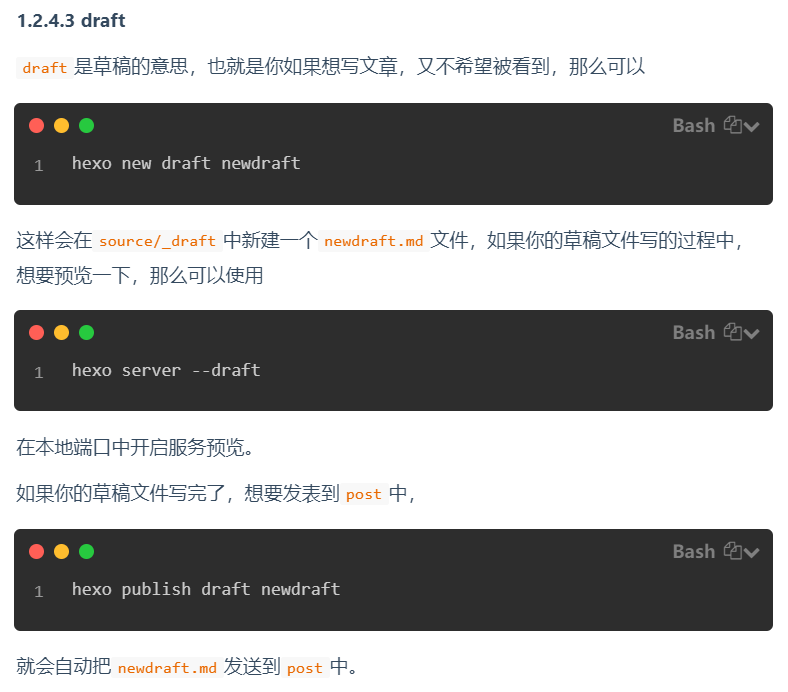 1.2.4.3 draft
draft 是草稿的意思，也就是你如果想写文章，又不希望被看到，那么可以
Bash
1 hexo new draft newdraft
这样会在 source/_draft 中新建一个 newdraft.md 文件，如果你的草稿文件写的过程中，
想要预览一下，那么可以使用
Bash
1 hexo server --draft
在本地端口中开启服务预览。
如果你的草稿文件写完了，想要发表到 post 中，
Bash
1 hexo publish draft newdraft
就会自动把 newdraft.md 发送到 post 中。